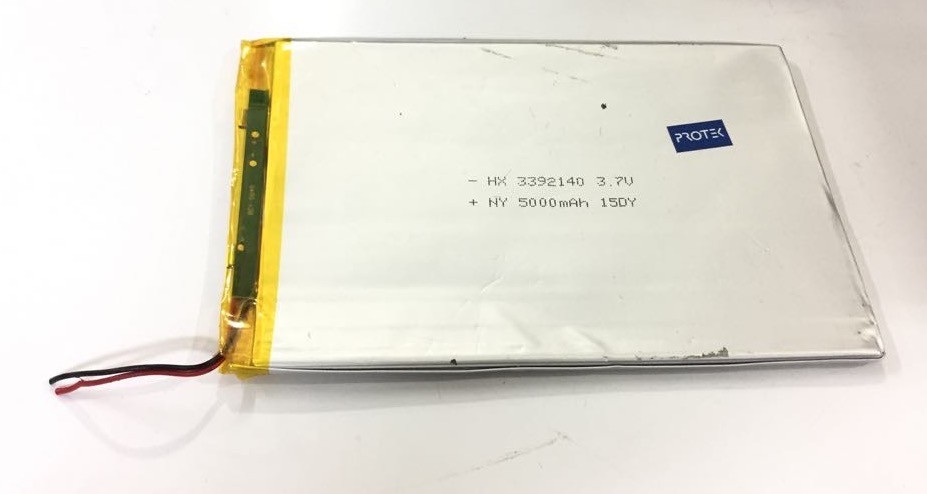 PROTEK
- HX 3392140 3.7V
+ NY 5000mAh 15DY